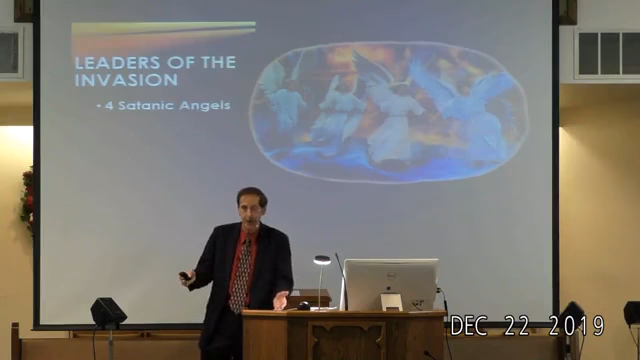 LEADERS OF THE
INVASION
• 4 Satanic Angels
DEC 22 2019